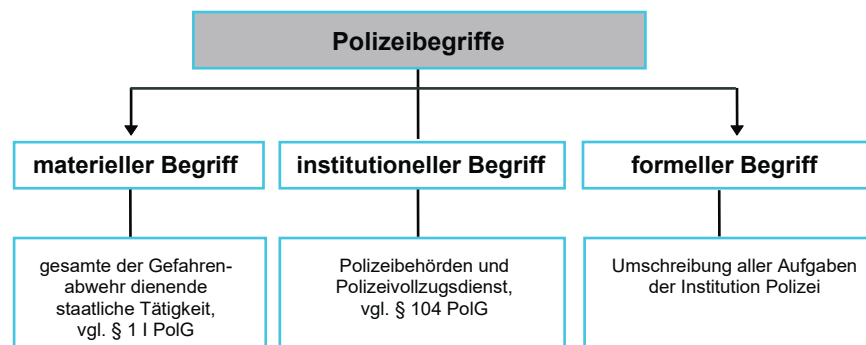 Polizeibegriffe
materieller Begriff
institutioneller Begriff
formeller Begriff
gesamte der Gefahren-
abwehr dienende
staatliche Tätigkeit,
vgl. § 1 I PolG
Polizeibehörden und
Polizeivollzugsdienst,
vgl. § 104 PolG
Umschreibung aller Aufgaben
der Institution Polizei